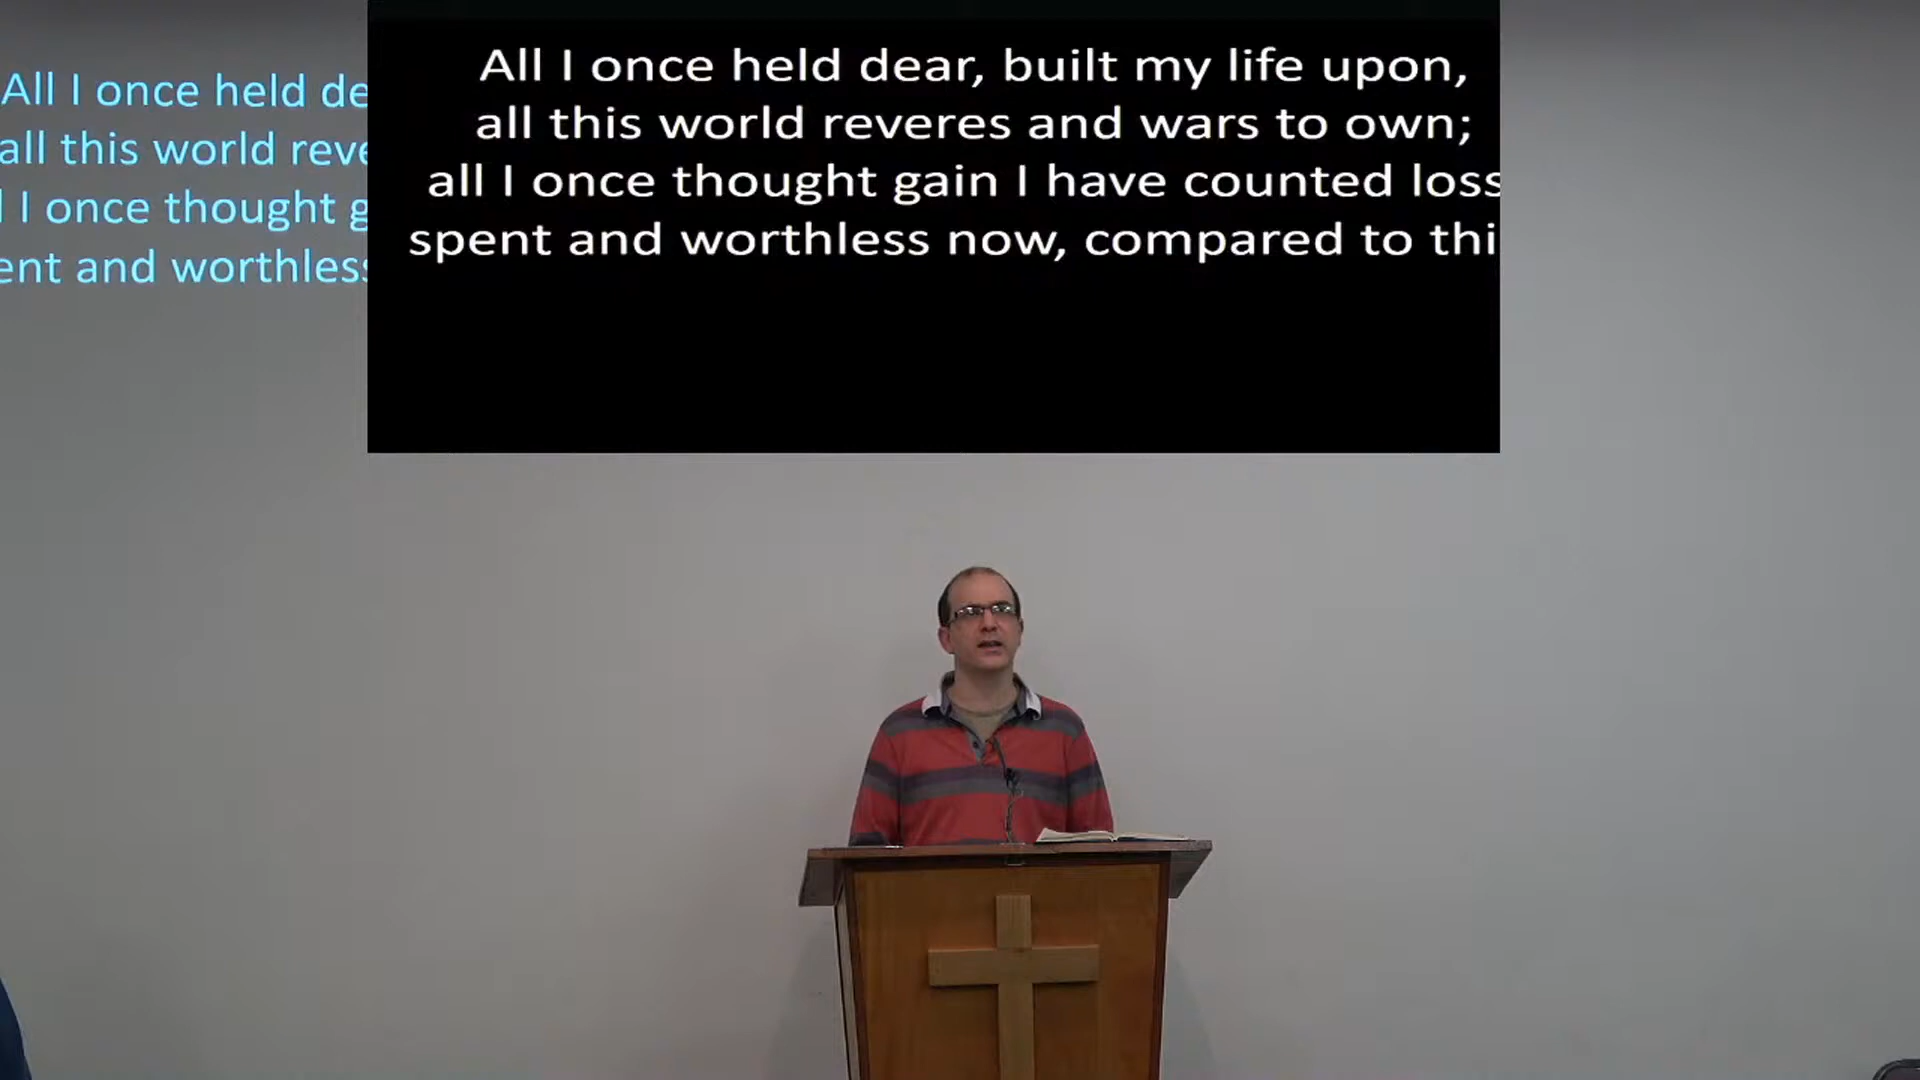 All I once held dear, built my life upon,
all this world reveres and wars to own;
all I once thought gain I have counted loss
spent and worthless now, compared to thi
All I once held de
all this world reve
I once thought g
ent and worthless